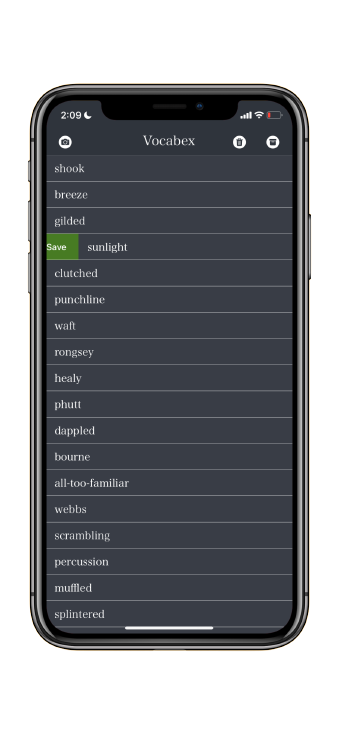 2:09
Vocabex
shook
breeze
gilded
Save sunlight
clutched
punchline
waft
rongsey
healy
phutt
dappled
bourne
all-too-familiar
webbs
scrambling
percussion
muffled
splintered